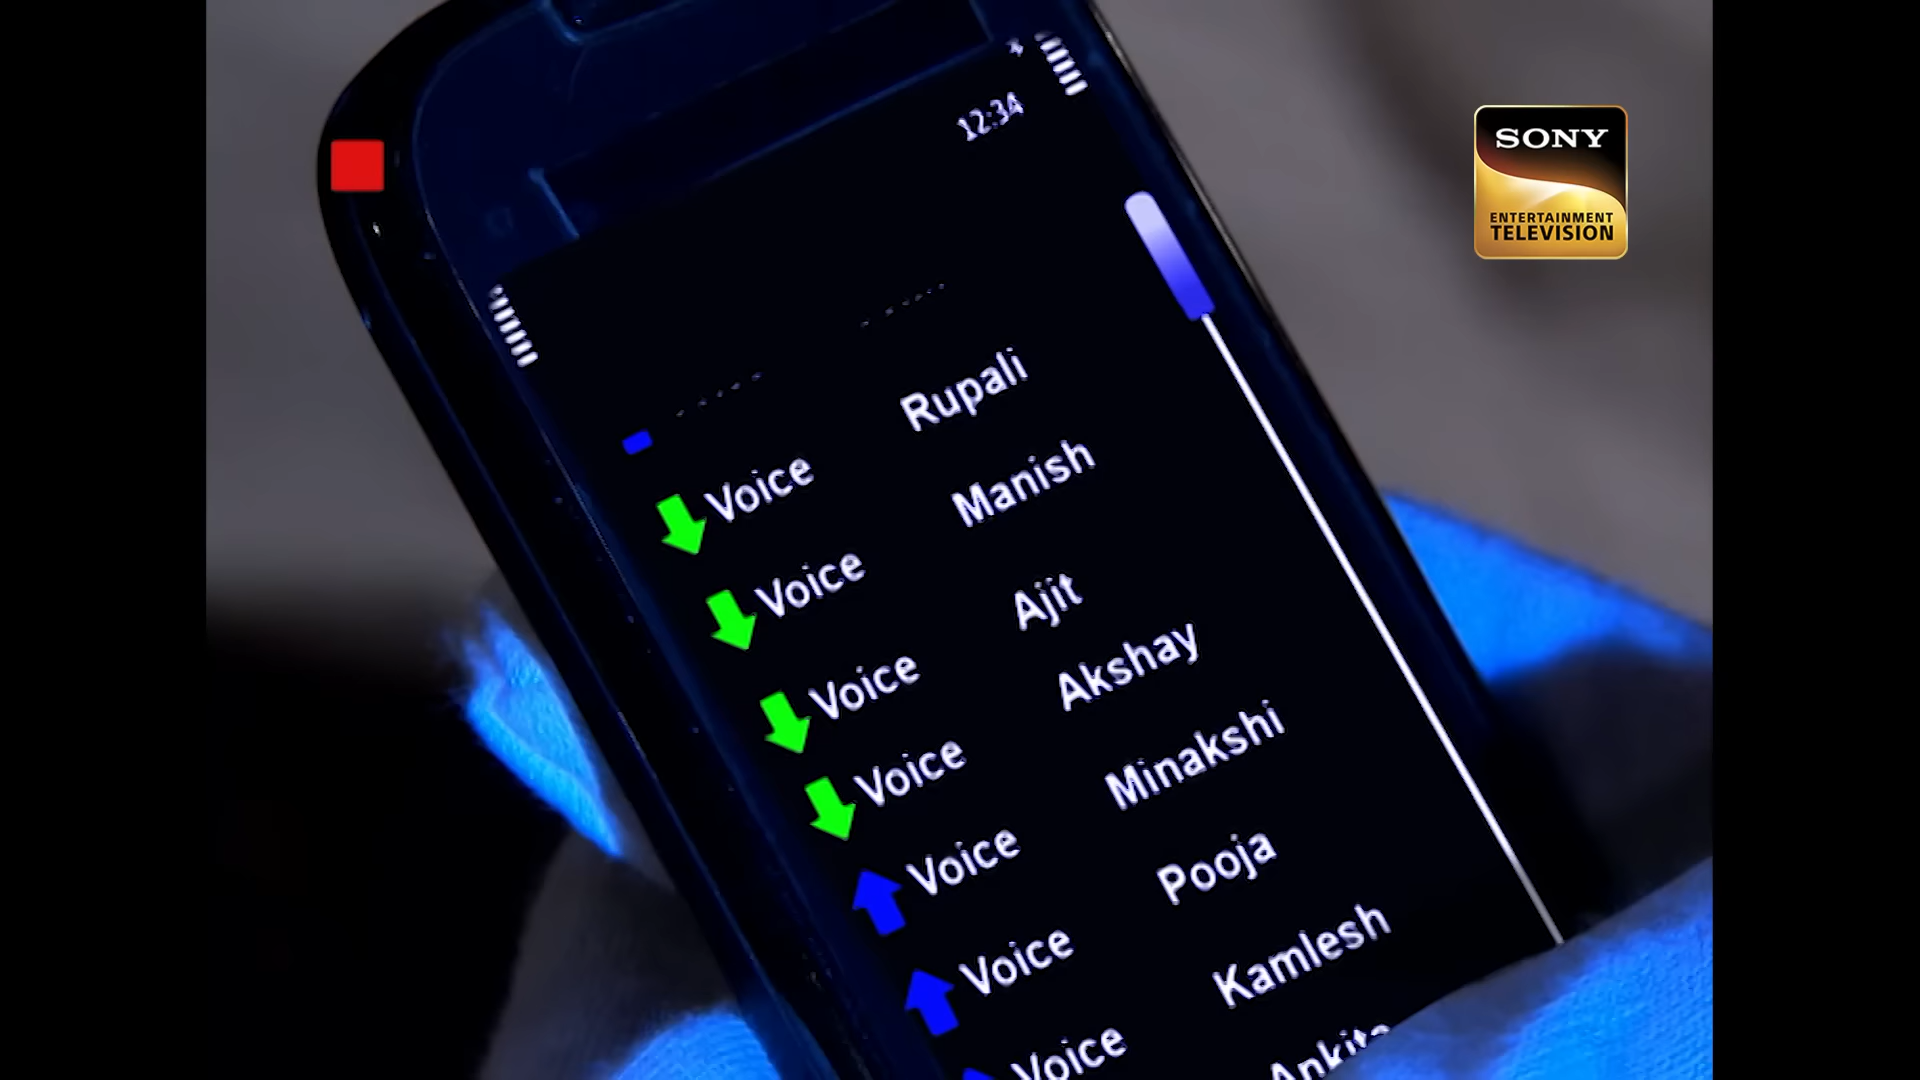 12:34
SONY
ENTERTAINMENT
TELEVISION
Voice Rupali
Voice Manish
Voice Ajit
Voice Akshay
Voice Minakshi
Voice Pooja
Voice Kamlesh